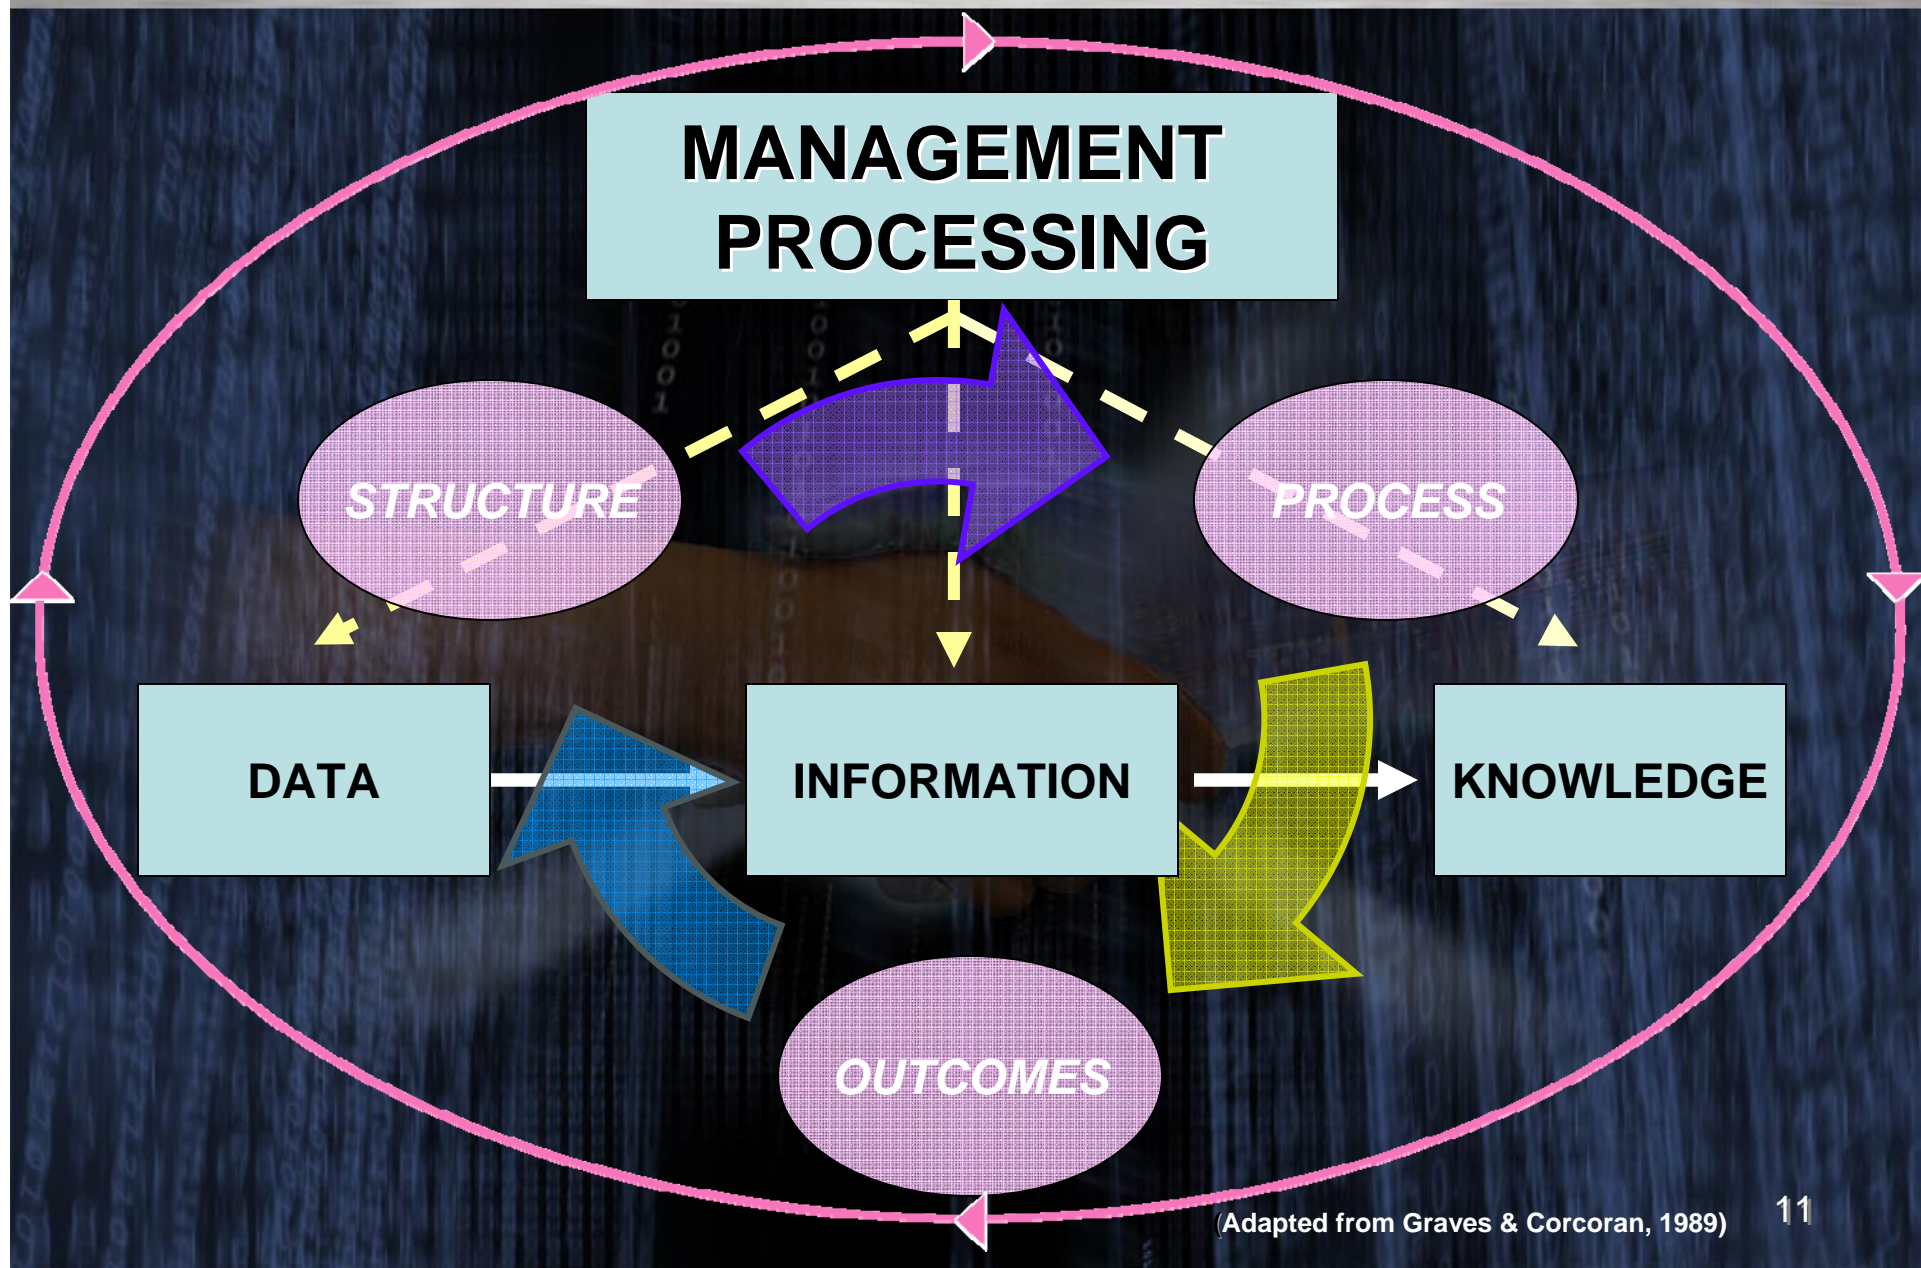 MANAGEMENT
PROCESSING
STRUCTURE
PROCESS
DATA
INFORMATION
KNOWLEDGE
OUTCOMES
(Adapted from Graves & Corcoran, 1989)
11